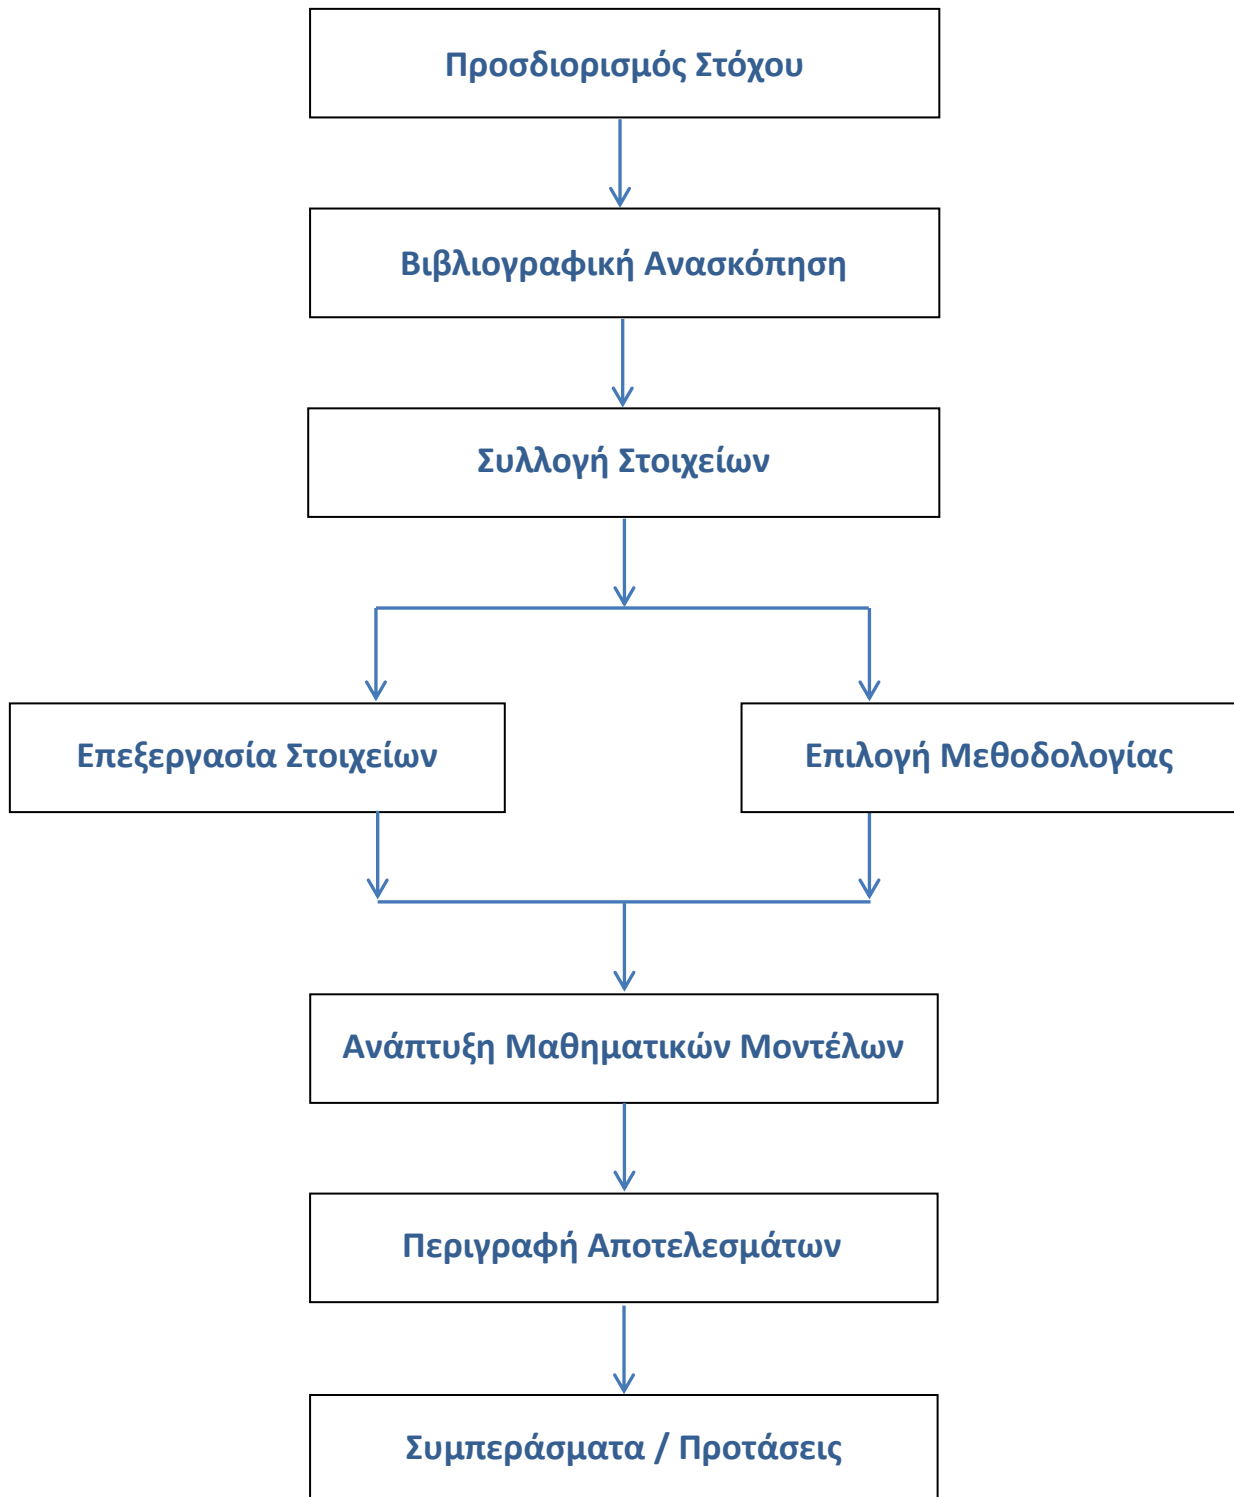 Προσδιορισμός Στόχου
Βιβλιογραφική Ανασκόπηση
Συλλογή Στοιχείων
Επεξεργασία Στοιχείων
Επιλογή Μεθοδολογίας
Ανάπτυξη Μαθηματικών Μοντέλων
Περιγραφή Αποτελεσμάτων
Συμπεράσματα / Προτάσεις